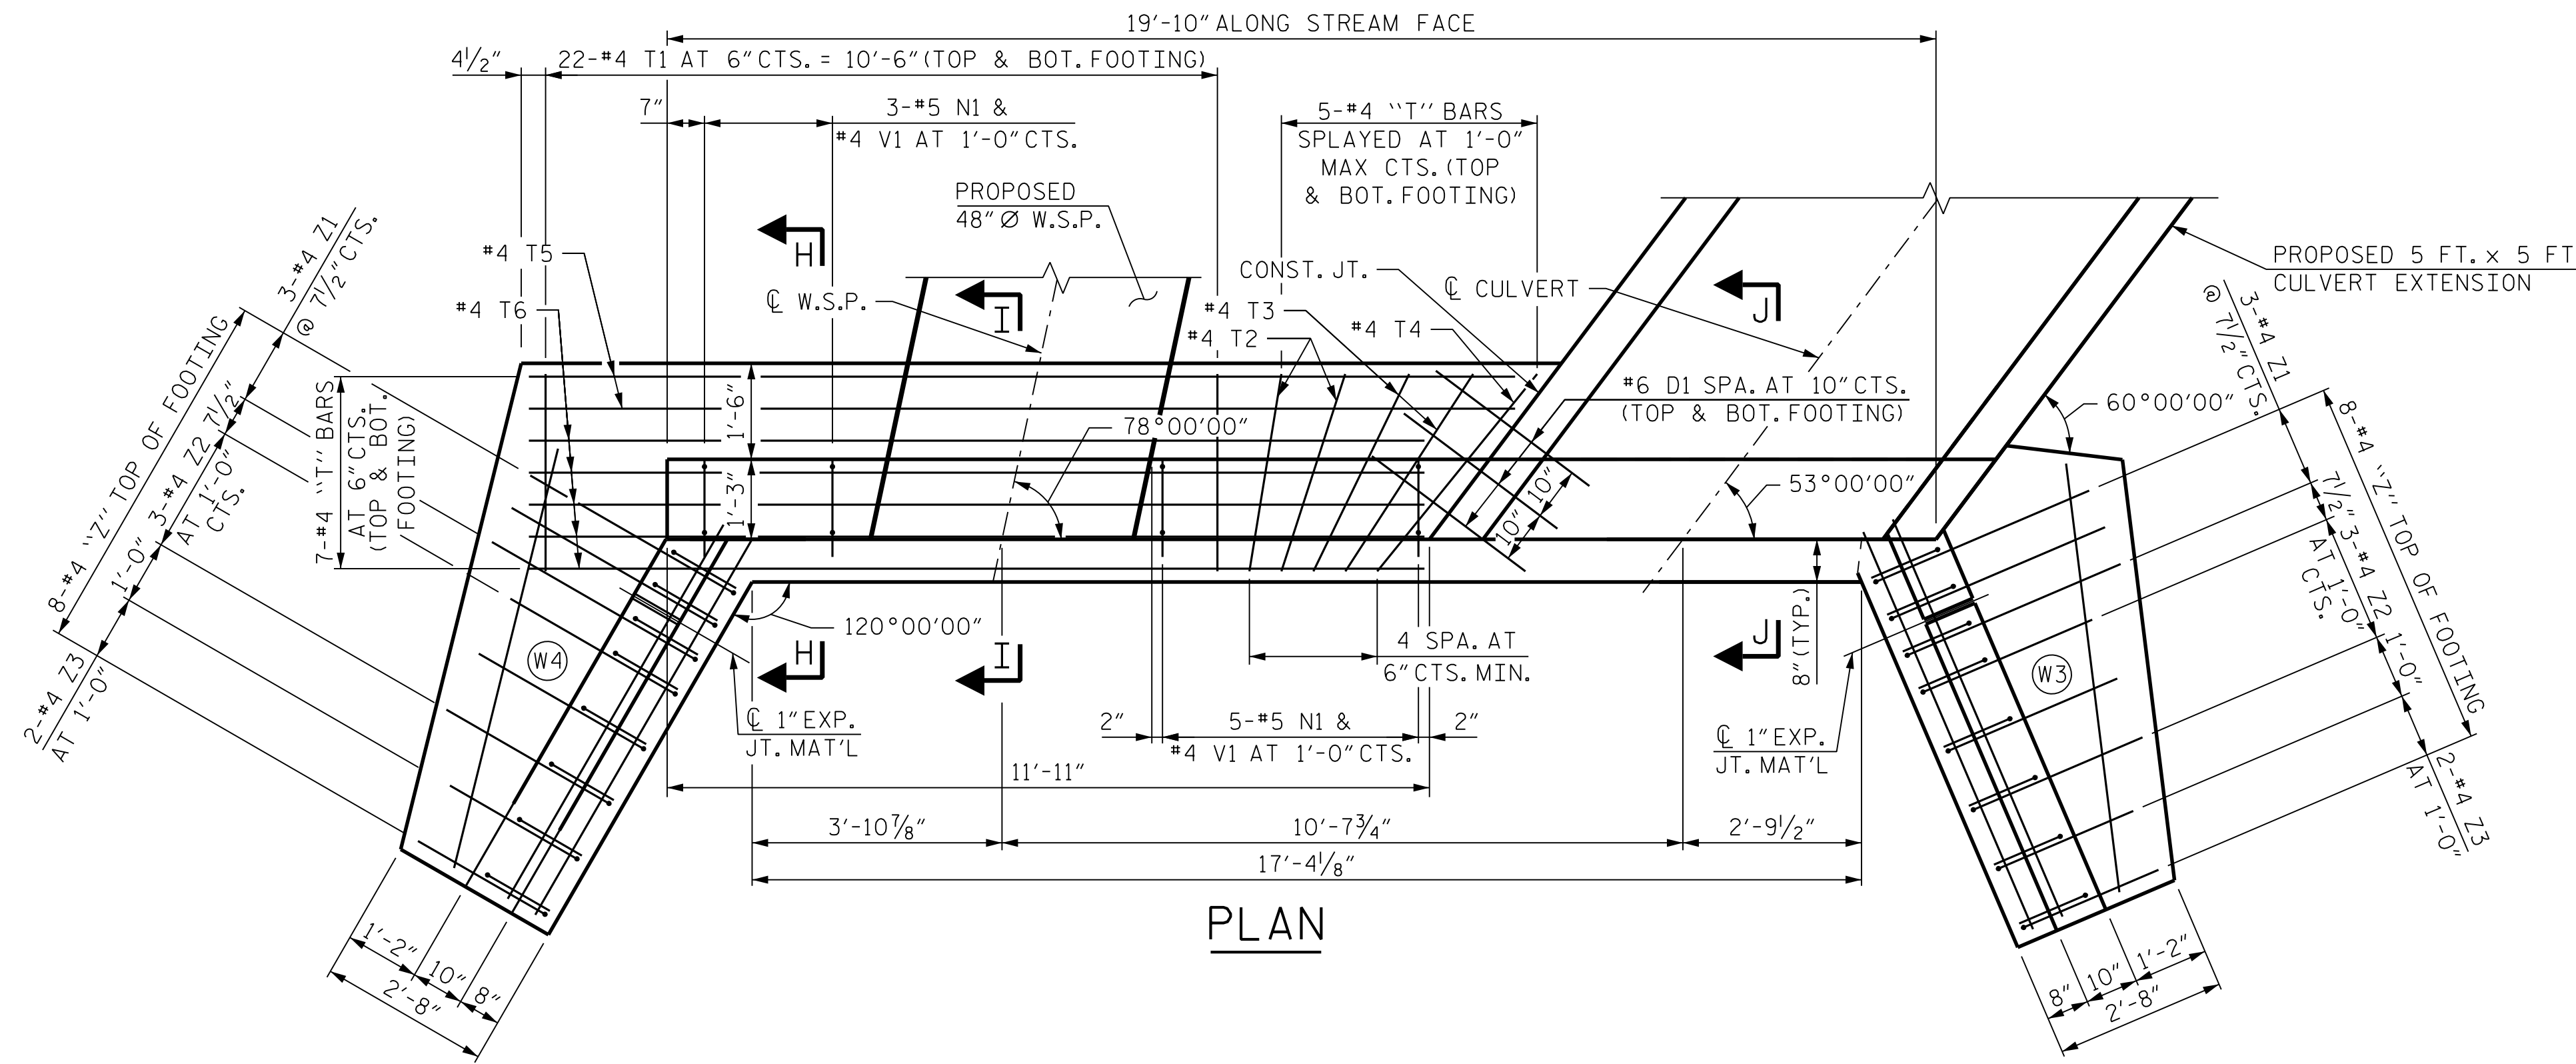 19'-10" ALONG STREAM FACE
4½"
22-#4 T1 AT 6" CTS. = 10'-6" (TOP & BOT. FOOTING)
7"
3-#5 N1 &
#4 V1 AT 1'-0" CTS.
5-#4 "T" BARS
SPLAYED AT 1'-0"
MAX CTS. (TOP
& BOT. FOOTING)
PROPOSED
48" Ø W.S.P.
H
I
J
#4 T5
#4 T6
℄ W.S.P.
CONST. JT.
℄ CULVERT
#4 T3
#4 T2
#4 T4
PROPOSED 5 FT. x 5 FT
CULVERT EXTENSION
3-#4 Z1
@ 7½" CTS.
8-#4 "Z" TOP OF FOOTING
7½"
3-#4 Z2
AT 1'-0"
CTS.
1'-0"
2-#4 Z3
AT 1'-0"
7-#4 "T" BARS
AT 6" CTS.
(TOP & BOT.
FOOTING)
1'-6"
1'-3"
78°00'00"
#6 D1 SPA. AT 10" CTS.
(TOP & BOT. FOOTING)
10"
10"
53°00'00"
60°00'00"
3-#4 Z1
@ 7½" CTS.
8-#4 "Z" TOP OF FOOTING
7½"
3-#4 Z2
AT 1'-0"
CTS.
1'-0"
2-#4 Z3
AT 1'-0"
W4
120°00'00"
H
I
4 SPA. AT
6" CTS. MIN.
J
8" (TYP.)
W3
℄ 1" EXP.
JT. MAT'L
2"
5-#5 N1 &
#4 V1 AT 1'-0" CTS.
2"
℄ 1" EXP.
JT. MAT'L
11'-11"
3'-10⅞"
10'-7¾"
2'-9½"
17'-4⅛"
1'-2"
10"
8"
2'-8"
8"
10"
1'-2"
2'-8"
PLAN